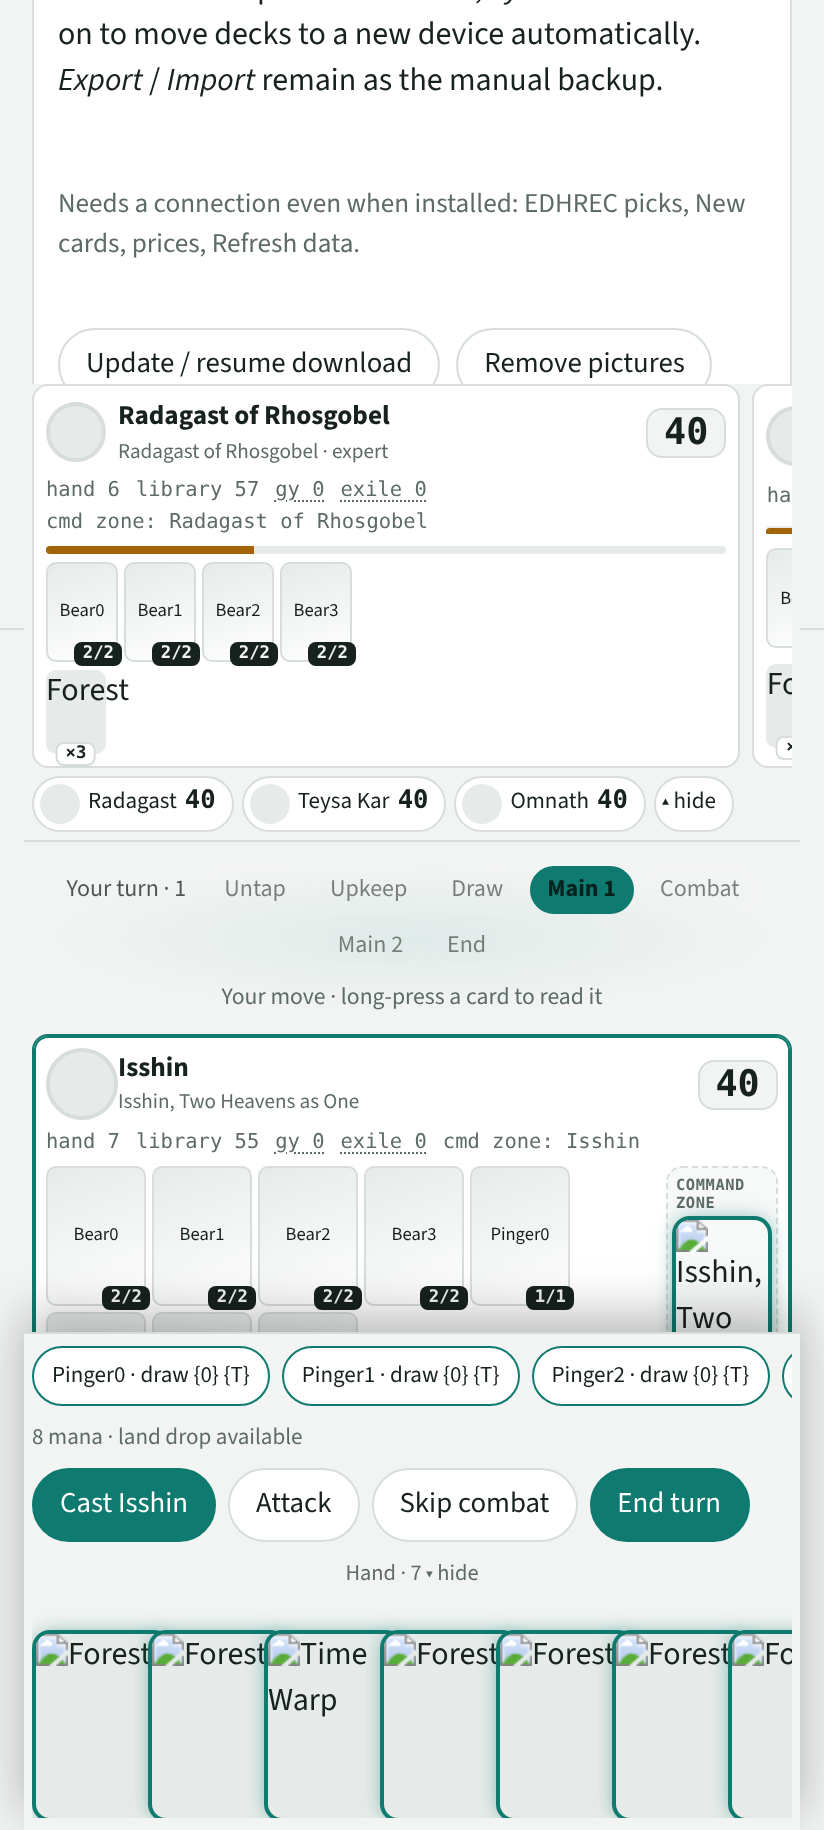 on to move decks to a new device automatically.
Export / Import remain as the manual backup.
Needs a connection even when installed: EDHREC picks, New
cards, prices, Refresh data.
Update / resume download
Remove pictures
Radagast of Rhosgobel
Radagast of Rhosgobel · expert
40
hand 6 library 57 gy 0 exile 0
cmd zone: Radagast of Rhosgobel
ha
Bear0 Bear1 Bear2 Bear3
2/2 2/2 2/2 2/2
B
Forest
×3
Fo
Radagast 40
Teysa Kar 40
Omnath 40
▴ hide
Your turn · 1 Untap Upkeep Draw Main 1 Combat
Main 2 End
Your move · long-press a card to read it
Isshin
Isshin, Two Heavens as One
40
hand 7 library 55 gy 0 exile 0 cmd zone: Isshin
Bear0 Bear1 Bear2 Bear3 Pinger0
2/2 2/2 2/2 2/2 1/1
COMMAND
ZONE
Isshin,
Two
Pinger0 · draw {0} {T}
Pinger1 · draw {0} {T}
Pinger2 · draw {0} {T}
8 mana · land drop available
Cast Isshin
Attack
Skip combat
End turn
Hand · 7 ▾ hide
Forest Forest Time Forest Forest Forest Fo
Warp